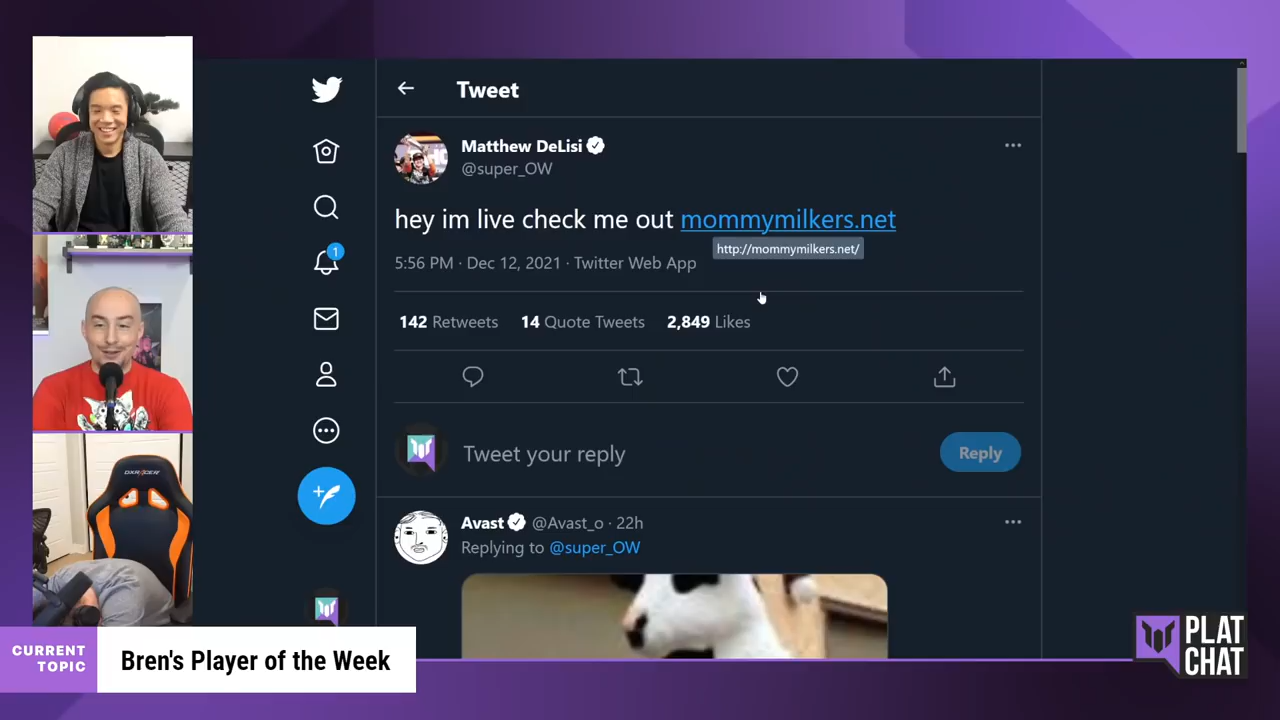 Tweet
Matthew DeLisi
@super_OW
hey im live check me out mommymilkers.net
http://mommymilkers.net/
5:56 PM · Dec 12, 2021 · Twitter Web App
142 Retweets 14 Quote Tweets 2,849 Likes
1
Tweet your reply
Reply
Avast @Avast_o · 22h
Replying to @super_OW
DXRACER
CURRENT
TOPIC
Bren's Player of the Week
PLAT
CHAT